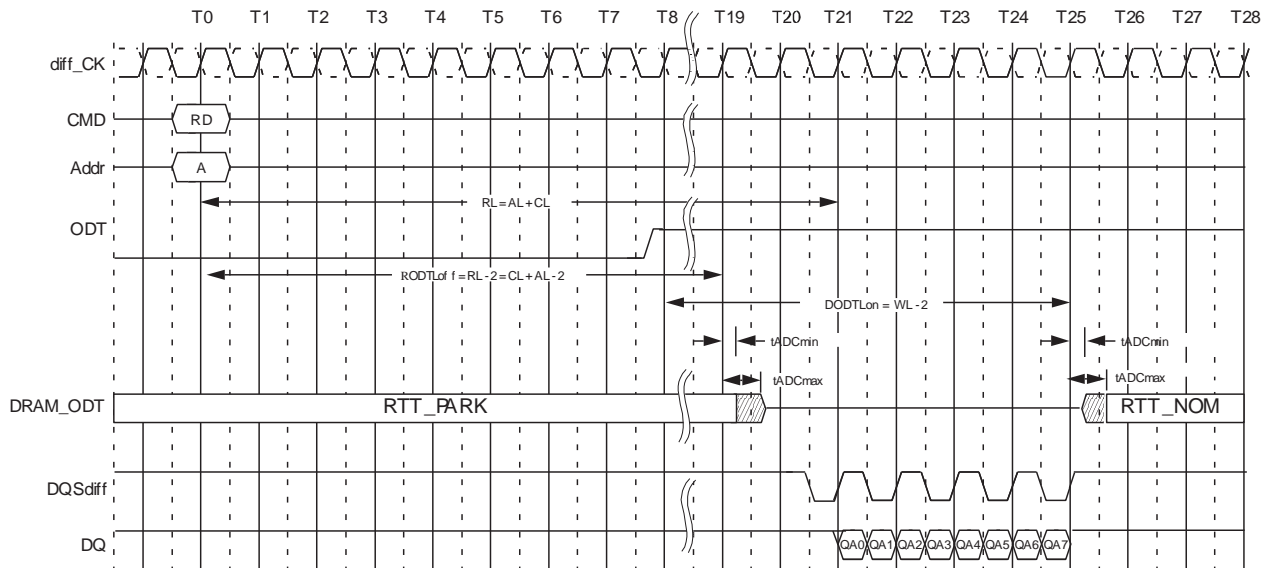 T0 T1 T2 T3 T4 T5 T6 T7 T8 T19 T20 T21 T22 T23 T24 T25 T26 T27 T28
diff_CK
CMD RD
Addr A
RL=AL+CL
ODT
RODTLoff=RL-2=CL+AL-2
DODTLon = WL-2
tADCmin tADCmin
tADCmax tADCmax
DRAM_ODT RTT_PARK RTT_NOM
DQSdiff
DQ QA0 QA1 QA2 QA3 QA4 QA5 QA6 QA7